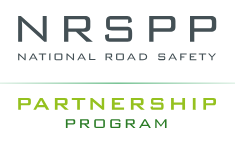 NRSPP
NATIONAL ROAD SAFETY
PARTNERSHIP
PROGRAM